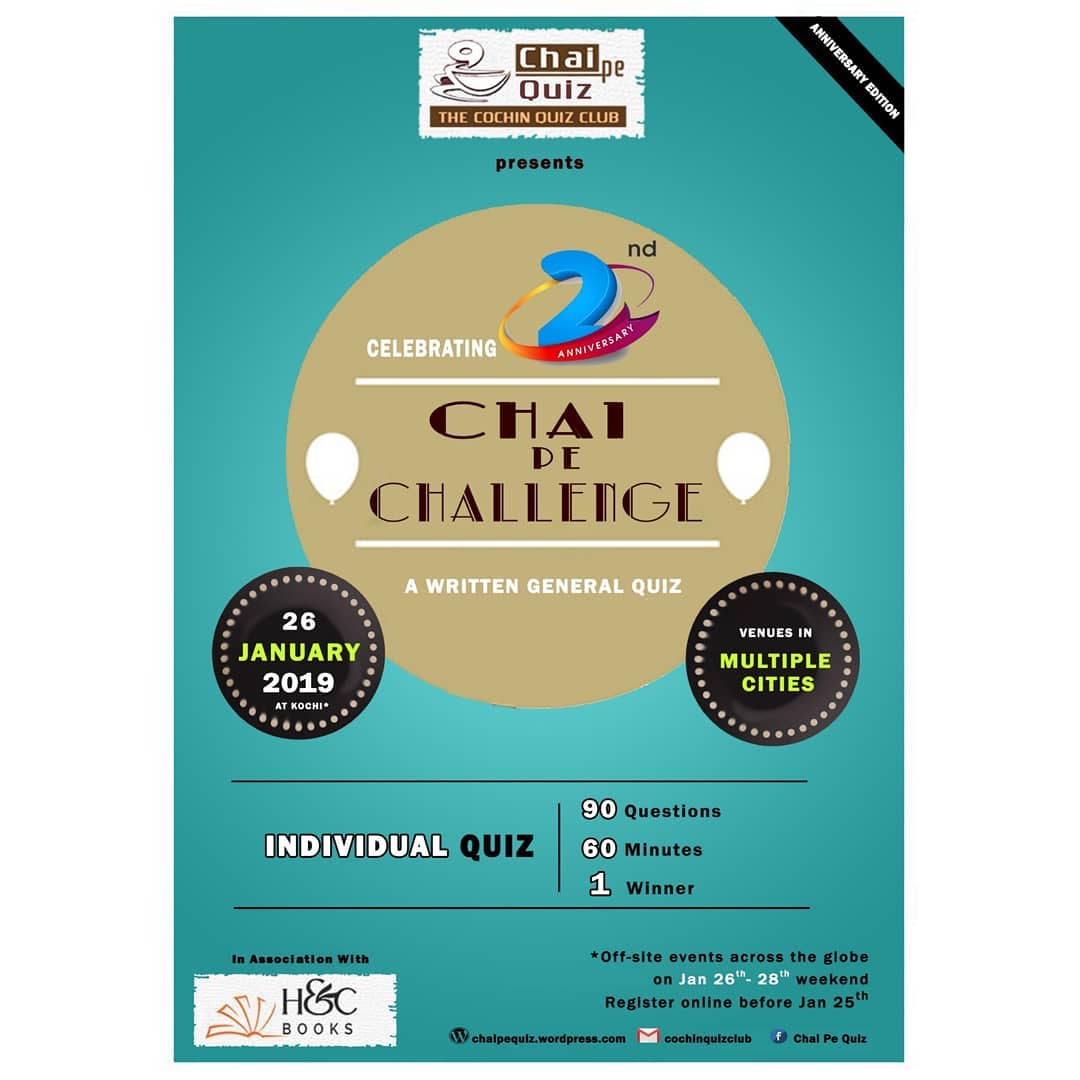 ANNIVERSARY EDITION
Chai pe
Quiz
THE COCHIN QUIZ CLUB
presents
2nd
ANNIVERSARY
CELEBRATING
CHAI
PE
CHALLENGE
A WRITTEN GENERAL QUIZ
26
JANUARY
2019
AT KOCHI*
VENUES IN
MULTIPLE
CITIES
INDIVIDUAL QUIZ
90 Questions
60 Minutes
1 Winner
In Association With
H&C
BOOKS
*Off-site events across the globe
on Jan 26th- 28th weekend
Register online before Jan 25th
chaipequiz.wordpress.com cochinquizclub f Chai Pe Quiz